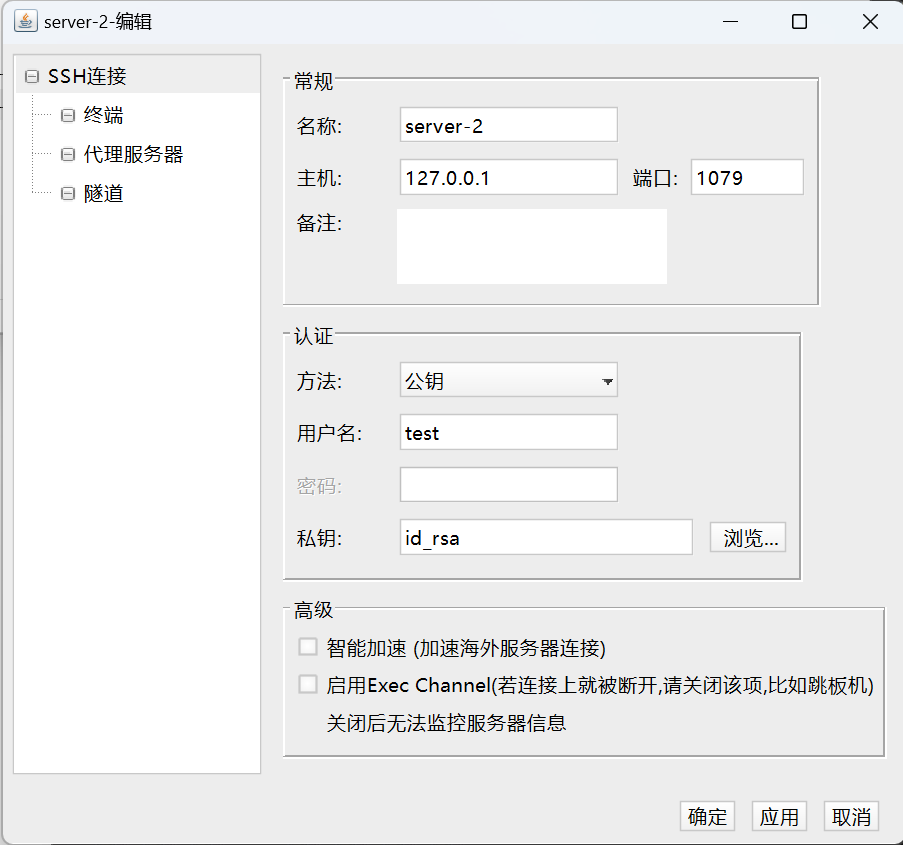 server-2-编辑
SSH连接
终端
代理服务器
隧道
常规
名称: server-2
主机: 127.0.0.1 端口: 1079
备注:
认证
方法: 公钥
用户名: test
密码:
私钥: id_rsa 浏览...
高级
智能加速 (加速海外服务器连接)
启用Exec Channel(若连接上就被断开,请关闭该项,比如跳板机)
关闭后无法监控服务器信息
确定 应用 取消